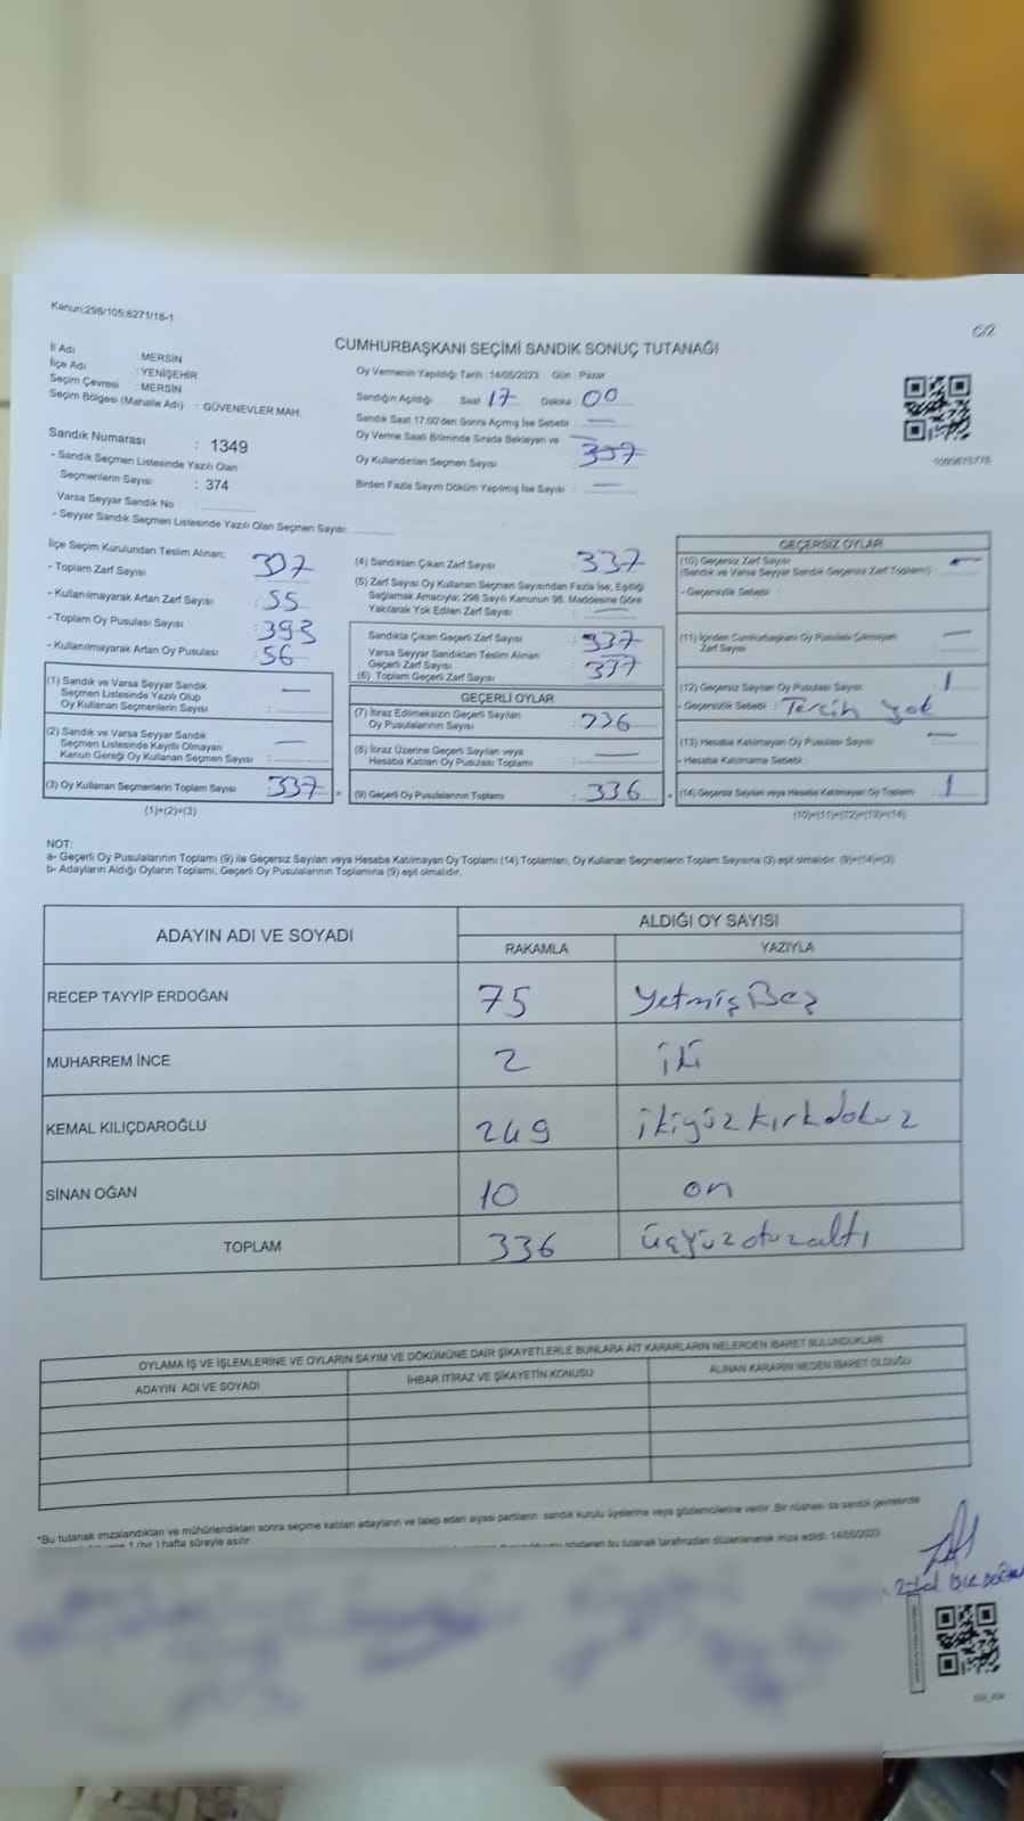 Kanun:298/105;6271/16-1
CUMHURBAŞKANI SEÇİMİ SANDIK SONUÇ TUTANAĞI
İl Adı : MERSİN
İlçe Adı : YENİŞEHİR
Seçim Çevresi : MERSİN
Seçim Bölgesi (Mahalle Adı) : GÜVENEVLER MAH.
Sandık Numarası : 1349
- Sandık Seçmen Listesinde Yazılı Olan
Seçmenlerin Sayısı : 374
Varsa Seyyar Sandık No
- Seyyar Sandık Seçmen Listesinde Yazılı Olan Seçmen Sayısı
Oy Vermenin Yapıldığı Tarih : 14/05/2023 Gün : Pazar
Sandığın Açıldığı Saat 17 Dakika 00
Sandık Saat 17.00'den Sonra Açılmış İse Sebebi
Oy Verme Saati Bitiminde Sırada Bekleyen ve
Oy Kullandırılan Seçmen Sayısı
Birden Fazla Sayım Döküm Yapılmış İse Sayısı
İlçe Seçim Kurulundan Teslim Alınan:
- Toplam Zarf Sayısı
- Kullanılmayarak Artan Zarf Sayısı : 55
- Toplam Oy Pusulası Sayısı : 393
- Kullanılmayarak Artan Oy Pusulası : 56
(1) Sandık ve Varsa Seyyar Sandık
Seçmen Listesinde Yazılı Olup
Oy Kullanan Seçmenlerin Sayısı : —
(2) Sandık ve Varsa Seyyar Sandık
Seçmen Listesinde Kayıtlı Olmayan
Kanun Gereği Oy Kullanan Seçmen Sayısı : —
(3) Oy Kullanan Seçmenlerin Toplam Sayısı : 337
(1)+(2)=(3)
(4) Sandıktan Çıkan Zarf Sayısı : 337
(5) Zarf Sayısı Oy Kullanan Seçmen Sayısından Fazla İse, Eşitliği
Sağlamak Amacıyla; 298 Sayılı Kanunun 98. Maddesine Göre
Yakılarak Yok Edilen Zarf Sayısı : —
Sandıkta Çıkan Geçerli Zarf Sayısı : 337
Varsa Seyyar Sandıktan Teslim Alınan
Geçerli Zarf Sayısı
(6) Toplam Geçerli Zarf Sayısı : 337
GEÇERLİ OYLAR
(7) İtiraz Edilmeksizin Geçerli Sayılan
Oy Pusulalarının Sayısı : 336
(8) İtiraz Üzerine Geçerli Sayılan veya
Hesaba Katılan Oy Pusulası Toplamı : —
(9) Geçerli Oy Pusulalarının Toplamı : 336
GEÇERSİZ OYLAR
(10) Geçersiz Zarf Sayısı
(Sandık ve Varsa Seyyar Sandık Geçersiz Zarf Toplamı) : —
- Geçersizlik Sebebi
(11) İçinden Cumhurbaşkanı Oy Pusulası Çıkmayan
Zarf Sayısı : —
(12) Geçersiz Sayılan Oy Pusulası Sayısı : 1
- Geçersizlik Sebebi : Tercih yok
(13) Hesaba Katılmayan Oy Pusulası Sayısı : —
- Hesaba Katılmama Sebebi
(14) Geçersiz Sayılan veya Hesaba Katılmayan Oy Toplamı : 1
(10)+(11)+(12)+(13)=(14)
NOT:
a- Geçerli Oy Pusulalarının Toplamı (9) ile Geçersiz Sayılan veya Hesaba Katılmayan Oy Toplamı (14) Toplamları, Oy Kullanan Seçmenlerin Toplam Sayısına (3) eşit olmalıdır. (9)+(14)=(3)
b- Adayların Aldığı Oyların Toplamı, Geçerli Oy Pusulalarının Toplamına (9) eşit olmalıdır.
ADAYIN ADI VE SOYADI ALDIĞI OY SAYISI
RAKAMLA YAZIYLA
RECEP TAYYİP ERDOĞAN 75 YetmişBeş
MUHARREM İNCE 2 iki
KEMAL KILIÇDAROĞLU 249 ikiyüzkırkdokuz
SİNAN OĞAN 10 on
TOPLAM 336 üçyüzotuzaltı
OYLAMA İŞ VE İŞLEMLERİNE VE OYLARIN SAYIM VE DÖKÜMÜNE DAİR ŞİKAYETLERLE BUNLARA AİT KARARLARIN NELERDEN İBARET BULUNDUKLARI
ADAYIN ADI VE SOYADI İHBAR İTİRAZ VE ŞİKAYETİN KONUSU ALINAN KARARIN NEDEN İBARET OLDUĞU
*Bu tutanak imzalandıktan ve mühürlendikten sonra seçime katılan adayların ve talep eden siyasi partilerin sandık kurulu üyelerine veya gözlemcilerine verilir. Bir nüshası da sandık çevresinde
hafta süreyle asılır
bu tutanak tarafımızdan düzenlenerek imza edildi. 14/05/2023